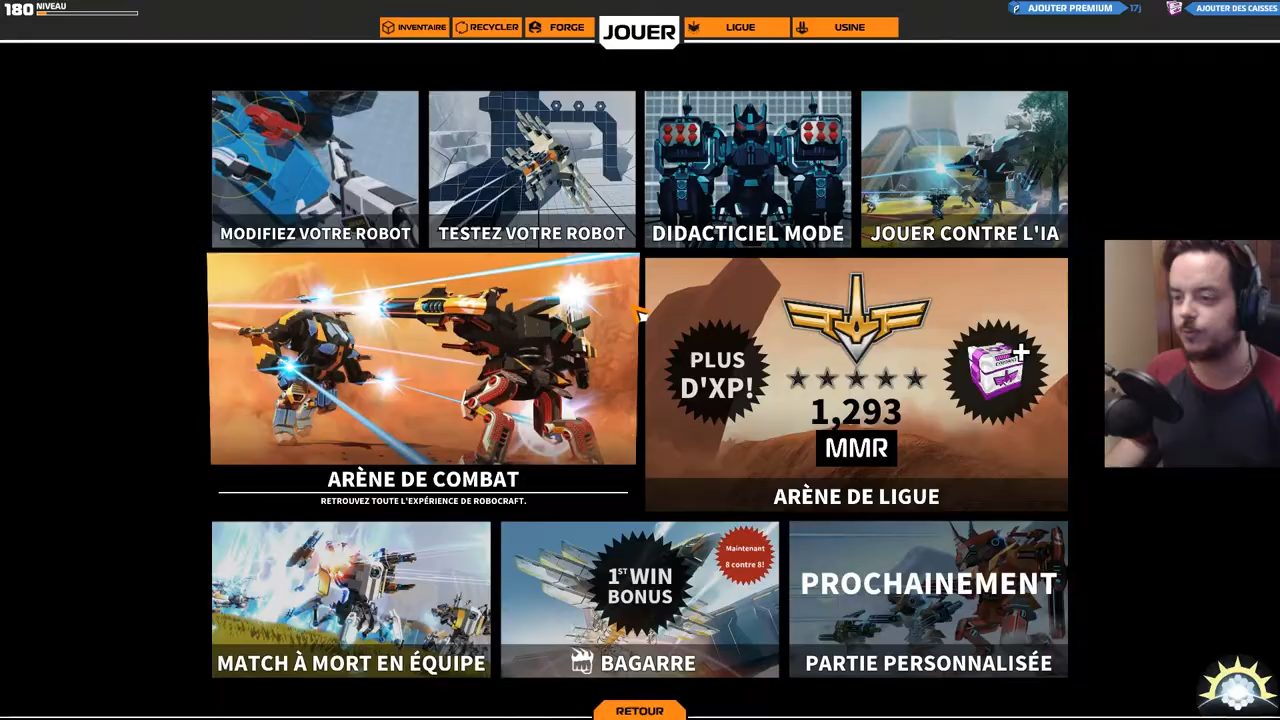 180 NIVEAU
AJOUTER PREMIUM 17j
AJOUTER DES CAISSES
INVENTAIRE
RECYCLER
FORGE
JOUER
LIGUE
USINE
MODIFIEZ VOTRE ROBOT
TESTEZ VOTRE ROBOT
DIDACTICIEL MODE
JOUER CONTRE L'IA
ARÈNE DE COMBAT
RETROUVEZ TOUTE L'EXPÉRIENCE DE ROBOCRAFT.
PLUS
D'XP!
1,293
MMR
ARÈNE DE LIGUE
MATCH À MORT EN ÉQUIPE
1ST WIN
BONUS
Maintenant
8 contre 8!
BAGARRE
PROCHAINEMENT
PARTIE PERSONNALISÉE
RETOUR